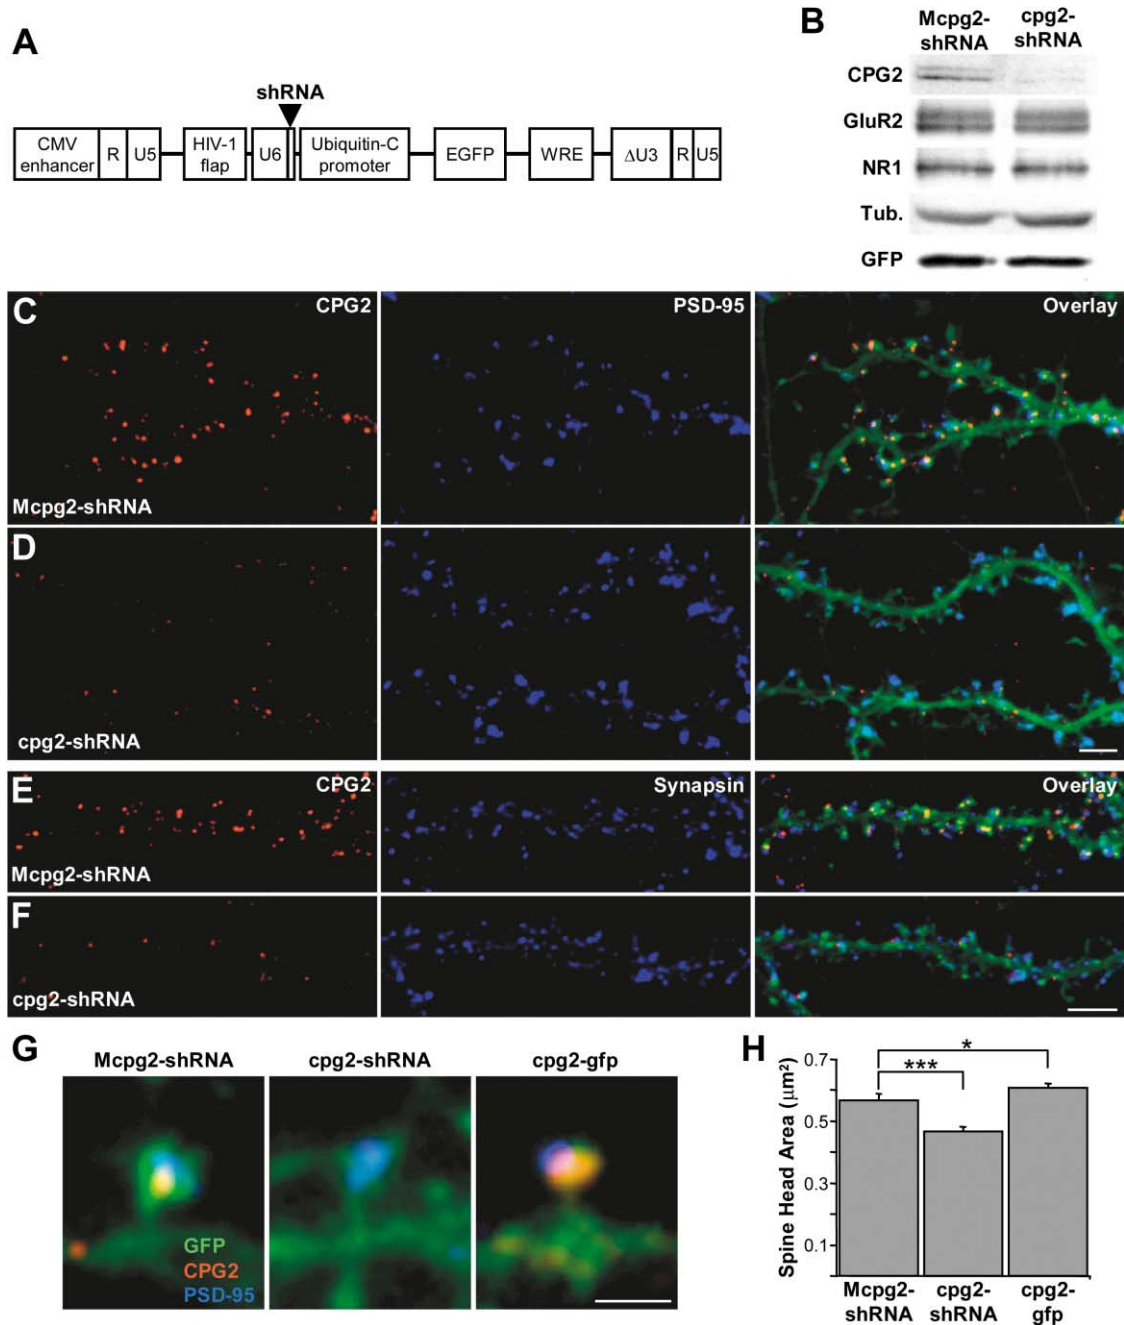 A
shRNA
CMV enhancer
R
U5
HIV-1 flap
U6
Ubiquitin-C promoter
EGFP
WRE
ΔU3
R
U5
B
Mcpg2-shRNA
cpg2-shRNA
CPG2
GluR2
NR1
Tub.
GFP
C
CPG2
PSD-95
Overlay
Mcpg2-shRNA
D
cpg2-shRNA
E
CPG2
Synapsin
Overlay
Mcpg2-shRNA
F
cpg2-shRNA
G
Mcpg2-shRNA
cpg2-shRNA
cpg2-gfp
GFP
CPG2
PSD-95
H
Spine Head Area (μm²)
0.7
0.5
0.3
0.1
***
*
Mcpg2-shRNA
cpg2-shRNA
cpg2-gfp